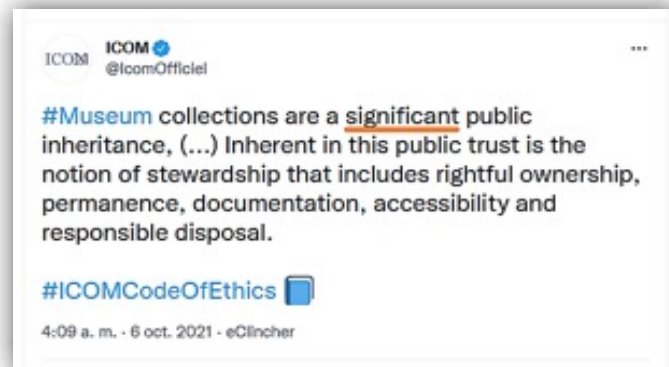 ICOM
ICOM
@IcomOfficiel
#Museum collections are a significant public
inheritance, (...) Inherent in this public trust is the
notion of stewardship that includes rightful ownership,
permanence, documentation, accessibility and
responsible disposal.
#ICOMCodeOfEthics
4:09 a. m. · 6 oct. 2021 · eClincher